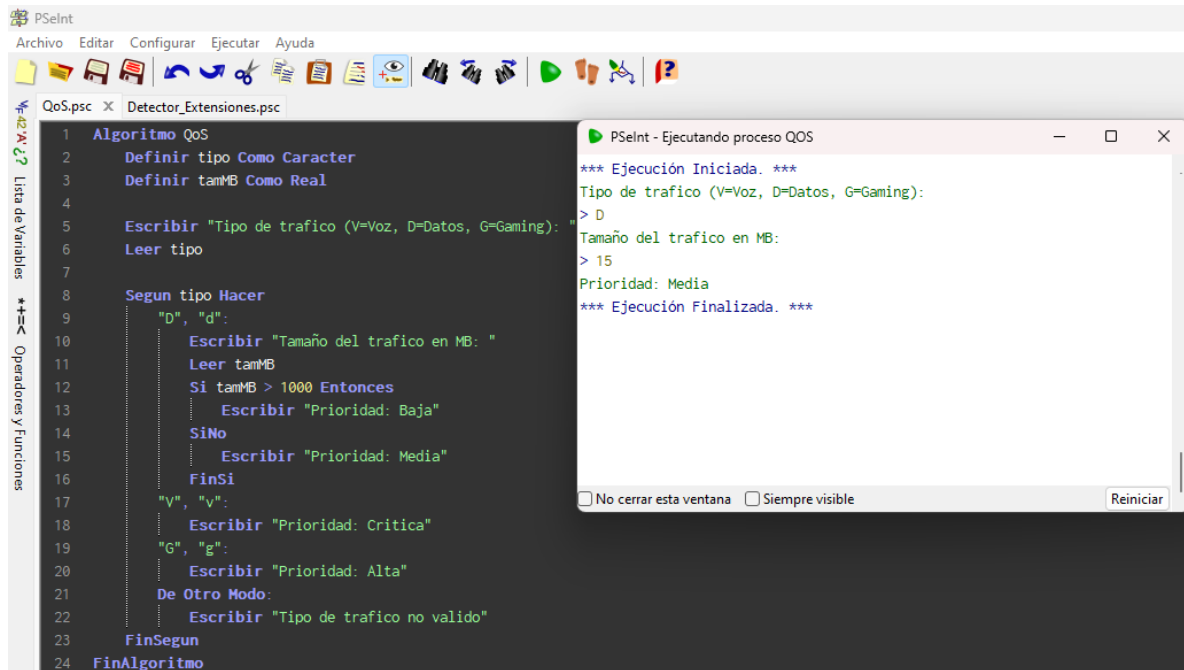 PSeInt
Archivo Editar Configurar Ejecutar Ayuda
QoS.psc X Detector_Extensiones.psc
*+=< Operadores y Funciones
42 'A' ¿? Lista de Variables
1 Algoritmo QoS
2 Definir tipo Como Caracter
3 Definir tamMB Como Real
4
5 Escribir "Tipo de trafico (V=Voz, D=Datos, G=Gaming): "
6 Leer tipo
7
8 Segun tipo Hacer
9 "D", "d":
10 Escribir "Tamaño del trafico en MB: "
11 Leer tamMB
12 Si tamMB > 1000 Entonces
13 Escribir "Prioridad: Baja"
14 SiNo
15 Escribir "Prioridad: Media"
16 FinSi
17 "V", "v":
18 Escribir "Prioridad: Critica"
19 "G", "g":
20 Escribir "Prioridad: Alta"
21 De Otro Modo:
22 Escribir "Tipo de trafico no valido"
23 FinSegun
24 FinAlgoritmo
PSeInt - Ejecutando proceso QOS
*** Ejecución Iniciada. ***
Tipo de trafico (V=Voz, D=Datos, G=Gaming):
> D
Tamaño del trafico en MB:
> 15
Prioridad: Media
*** Ejecución Finalizada. ***
No cerrar esta ventana Siempre visible Reiniciar